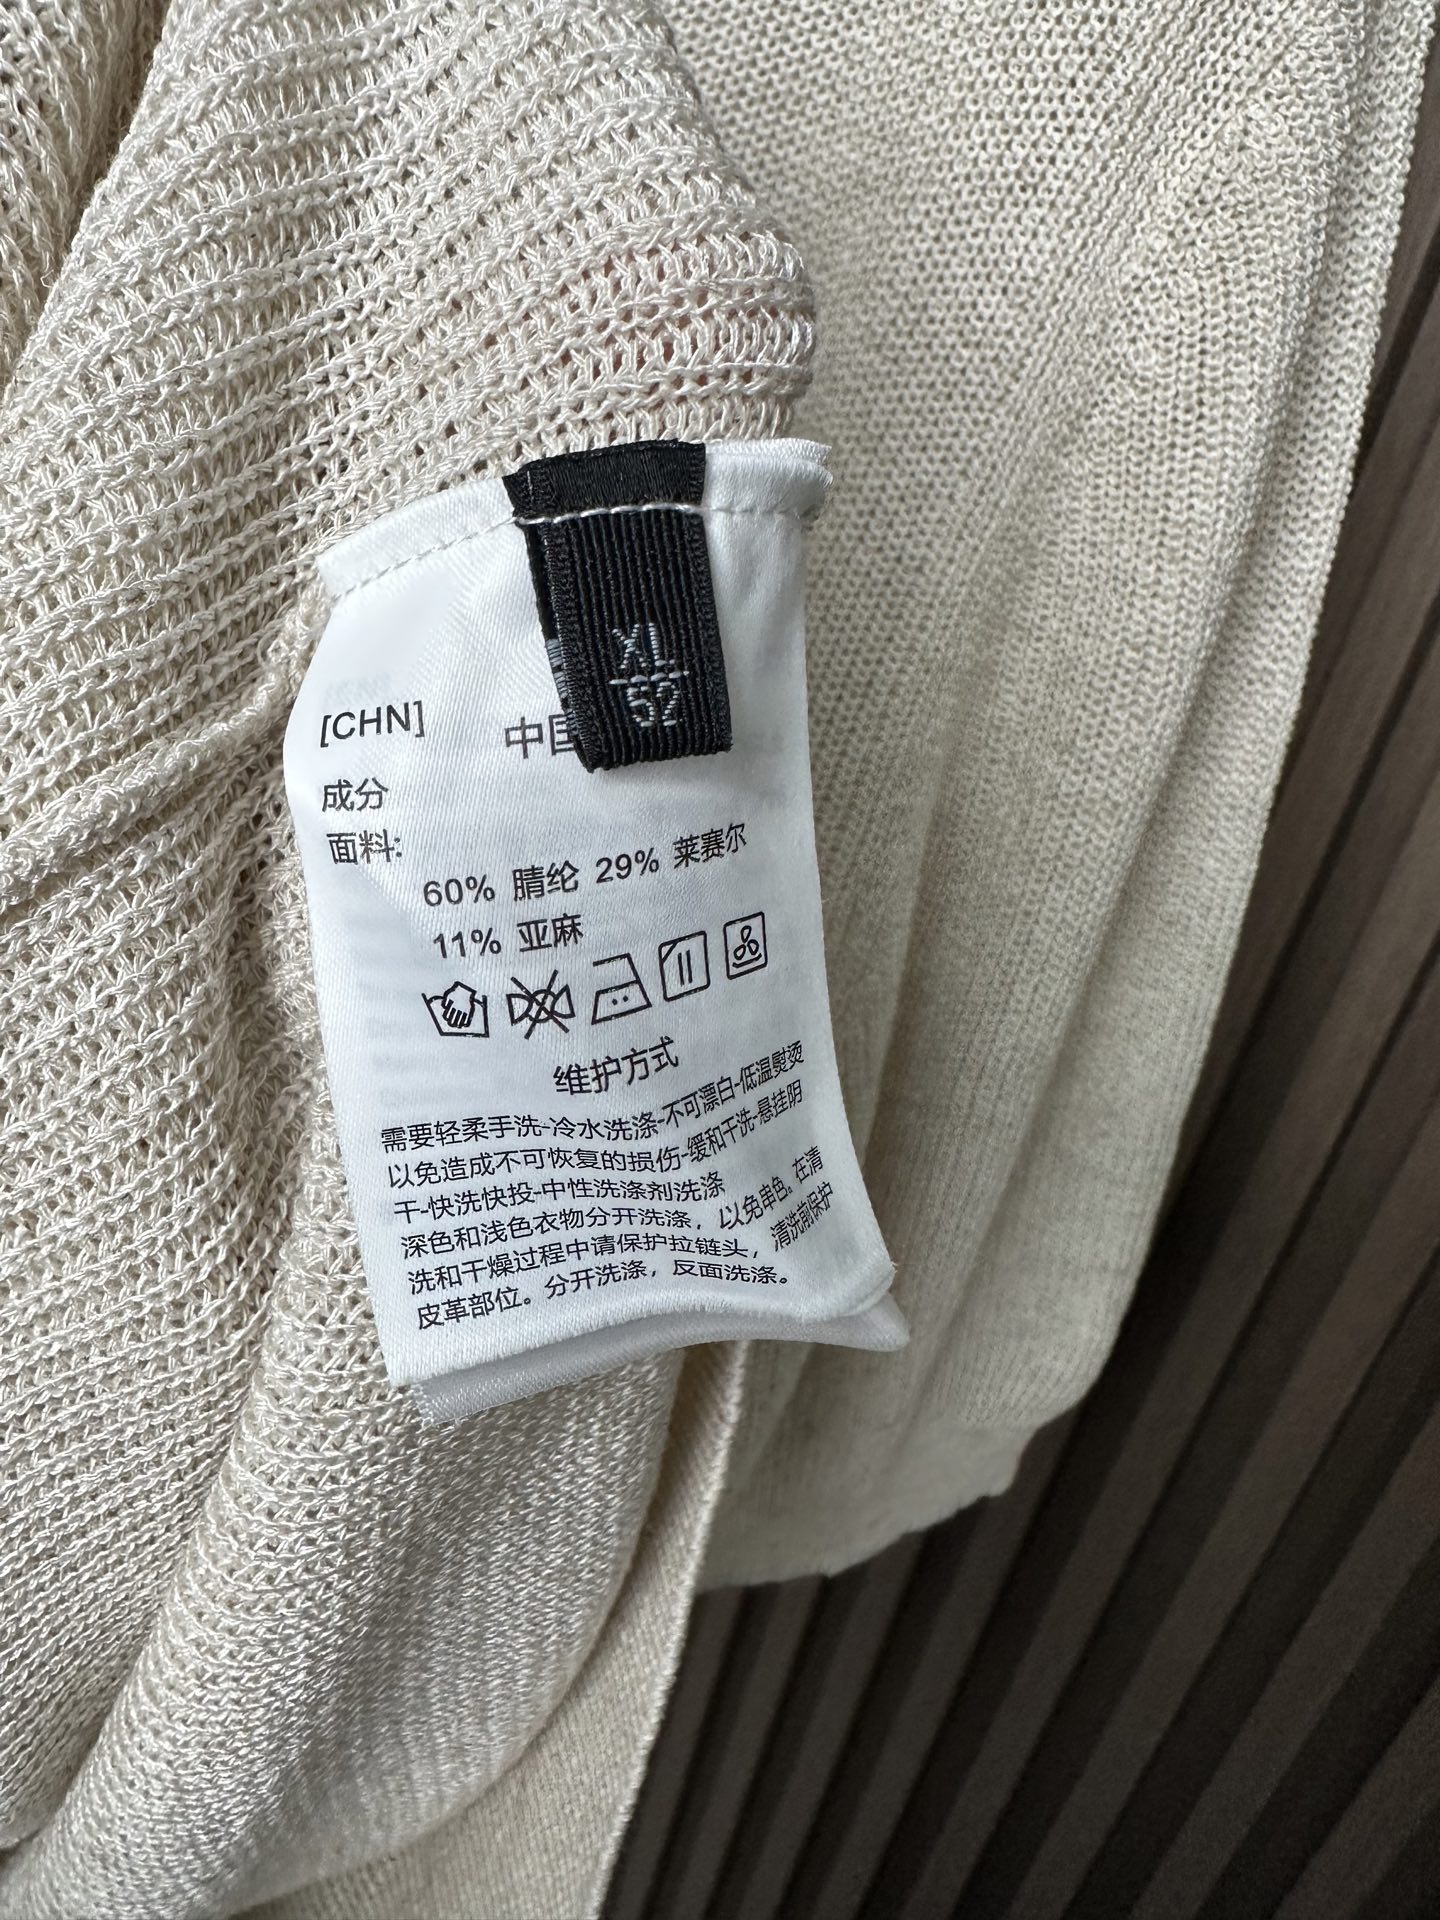 XL
52
[CHN] 中国
成分
面料:
60% 腈纶 29% 莱赛尔
11% 亚麻
维护方式
需要轻柔手洗-冷水洗涤-不可漂白-低温熨烫
以免造成不可恢复的损伤-缓和干洗-悬挂阴
干-快洗快投-中性洗涤剂洗涤
深色和浅色衣物分开洗涤，以免串色。在清
洗和干燥过程中请保护拉链头，清洗前保护
皮革部位。分开洗涤，反面洗涤。